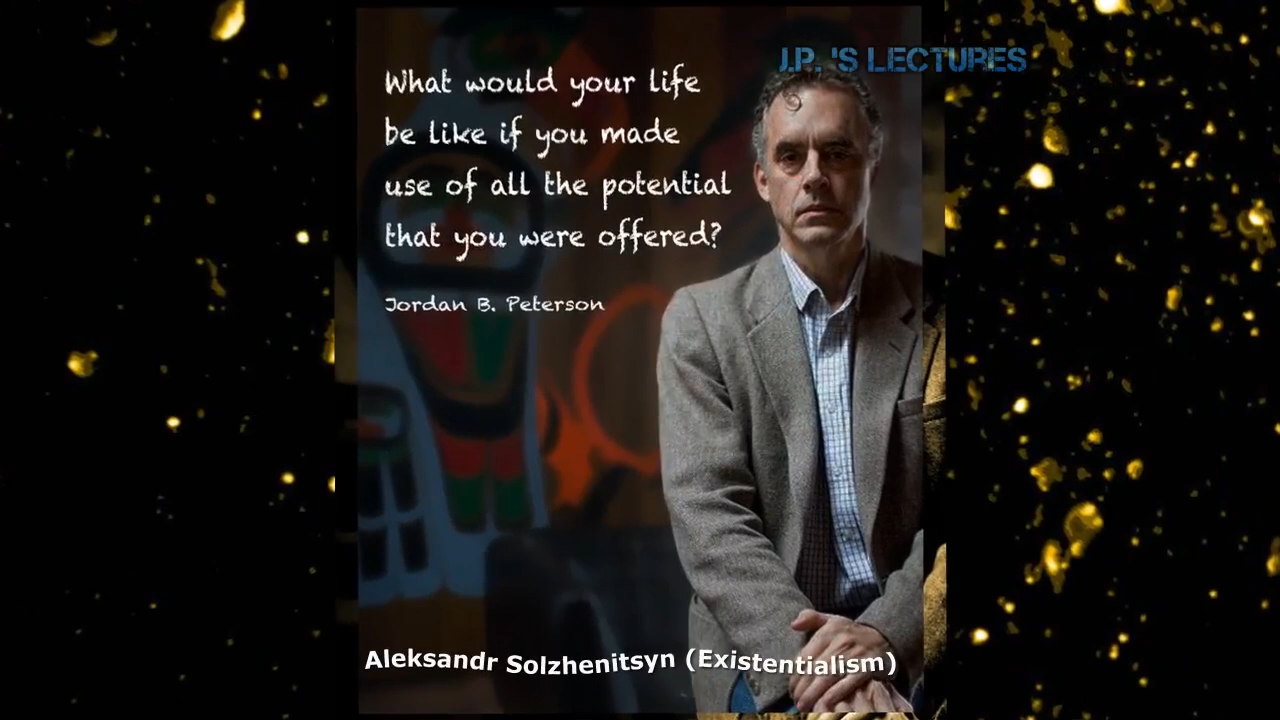 J.P. 'S LECTURES
What would your life
be like if you made
use of all the potential
that you were offered?
Jordan B. Peterson
Aleksandr Solzhenitsyn (Existentialism)